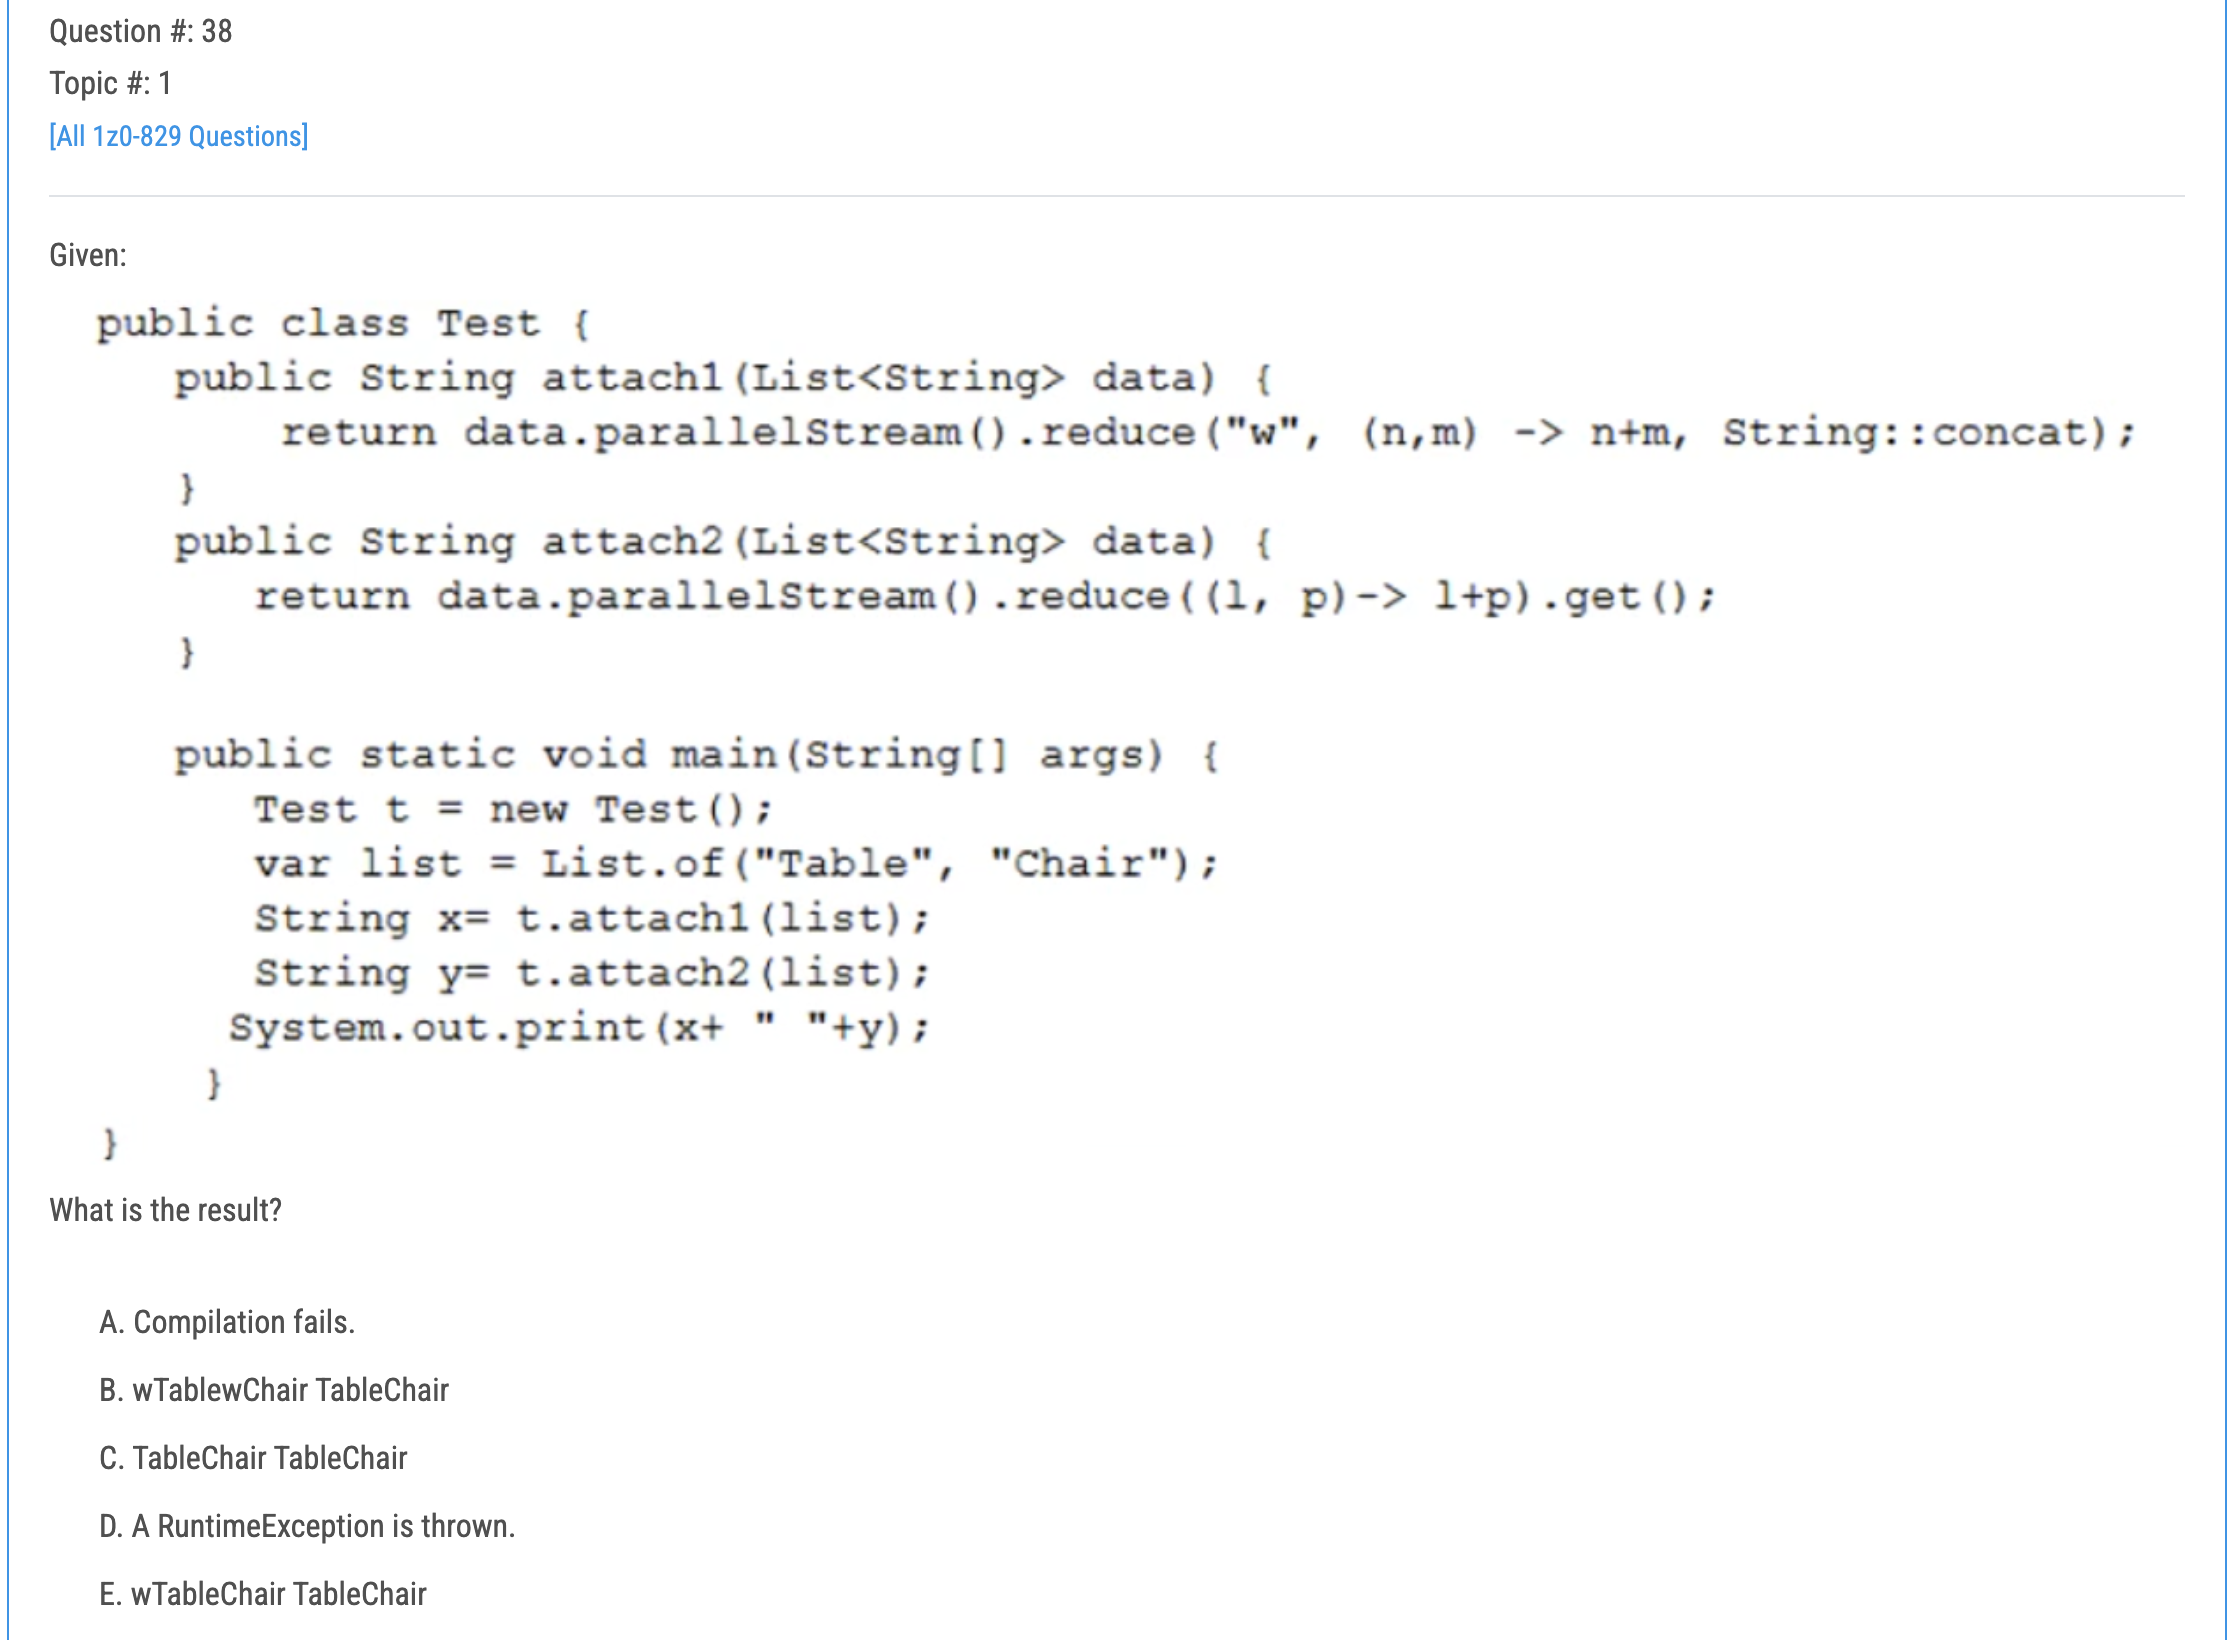 Question #: 38
Topic #: 1
[All 1z0-829 Questions]
Given:
public class Test {
public String attach1(List<String> data) {
return data.parallelStream().reduce("w", (n,m) -> n+m, String::concat);
}
public String attach2(List<String> data) {
return data.parallelStream().reduce((l, p)-> l+p).get();
}
public static void main(String[] args) {
Test t = new Test();
var list = List.of("Table", "Chair");
String x= t.attach1(list);
String y= t.attach2(list);
System.out.print(x+ " "+y);
}
}
What is the result?
A. Compilation fails.
B. wTablewChair TableChair
C. TableChair TableChair
D. A RuntimeException is thrown.
E. wTableChair TableChair